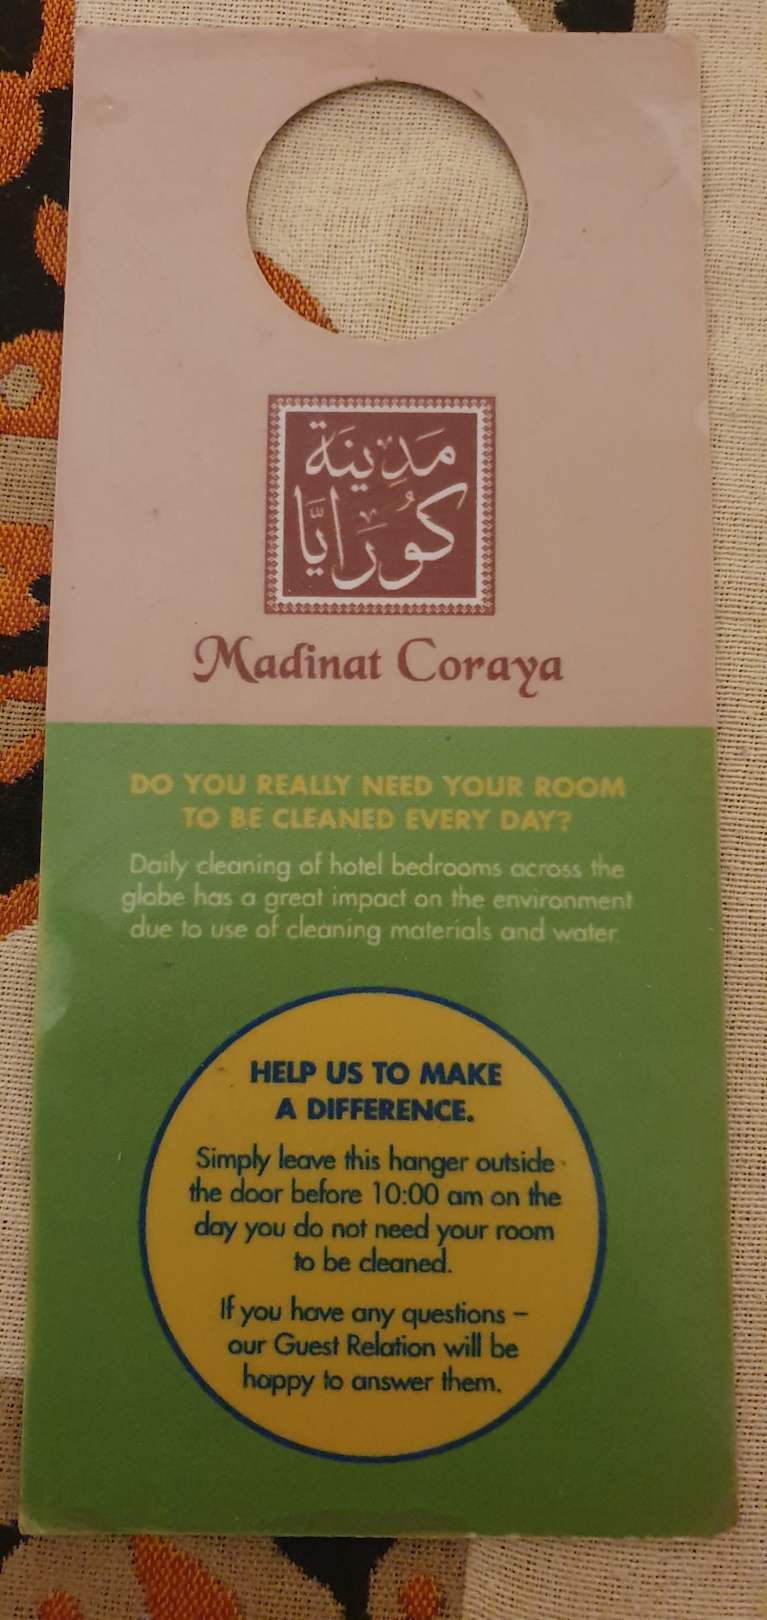 مَدِينَة
كُورَايَّا
Madinat Coraya
DO YOU REALLY NEED YOUR ROOM
TO BE CLEANED EVERY DAY?
Daily cleaning of hotel bedrooms across the
globe has a great impact on the environment
due to use of cleaning materials and water.
HELP US TO MAKE
A DIFFERENCE.
Simply leave this hanger outside
the door before 10:00 am on the
day you do not need your room
to be cleaned.
If you have any questions –
our Guest Relation will be
happy to answer them.